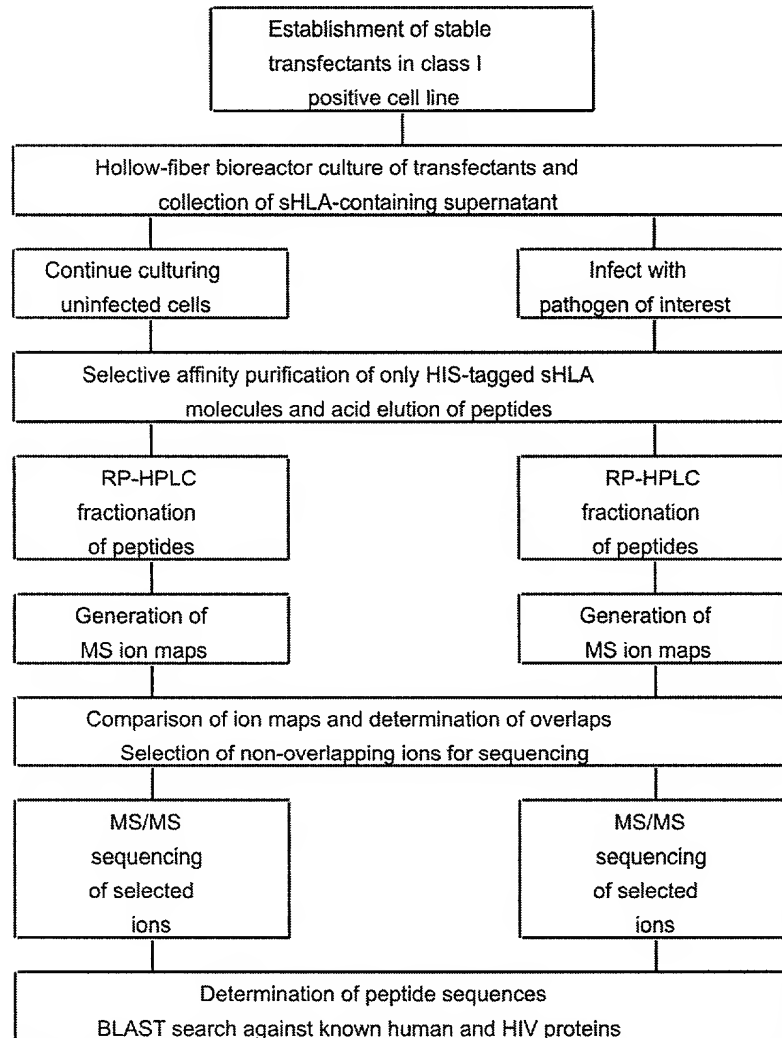 Establishment of stable
transfectants in class I
positive cell line
Hollow-fiber bioreactor culture of transfectants and
collection of sHLA-containing supernatant
Continue culturing
uninfected cells
Infect with
pathogen of interest
Selective affinity purification of only HIS-tagged sHLA
molecules and acid elution of peptides
RP-HPLC
fractionation
of peptides
RP-HPLC
fractionation
of peptides
Generation of
MS ion maps
Generation of
MS ion maps
Comparison of ion maps and determination of overlaps
Selection of non-overlapping ions for sequencing
MS/MS
sequencing
of selected
ions
MS/MS
sequencing
of selected
ions
Determination of peptide sequences
BLAST search against known human and HIV proteins